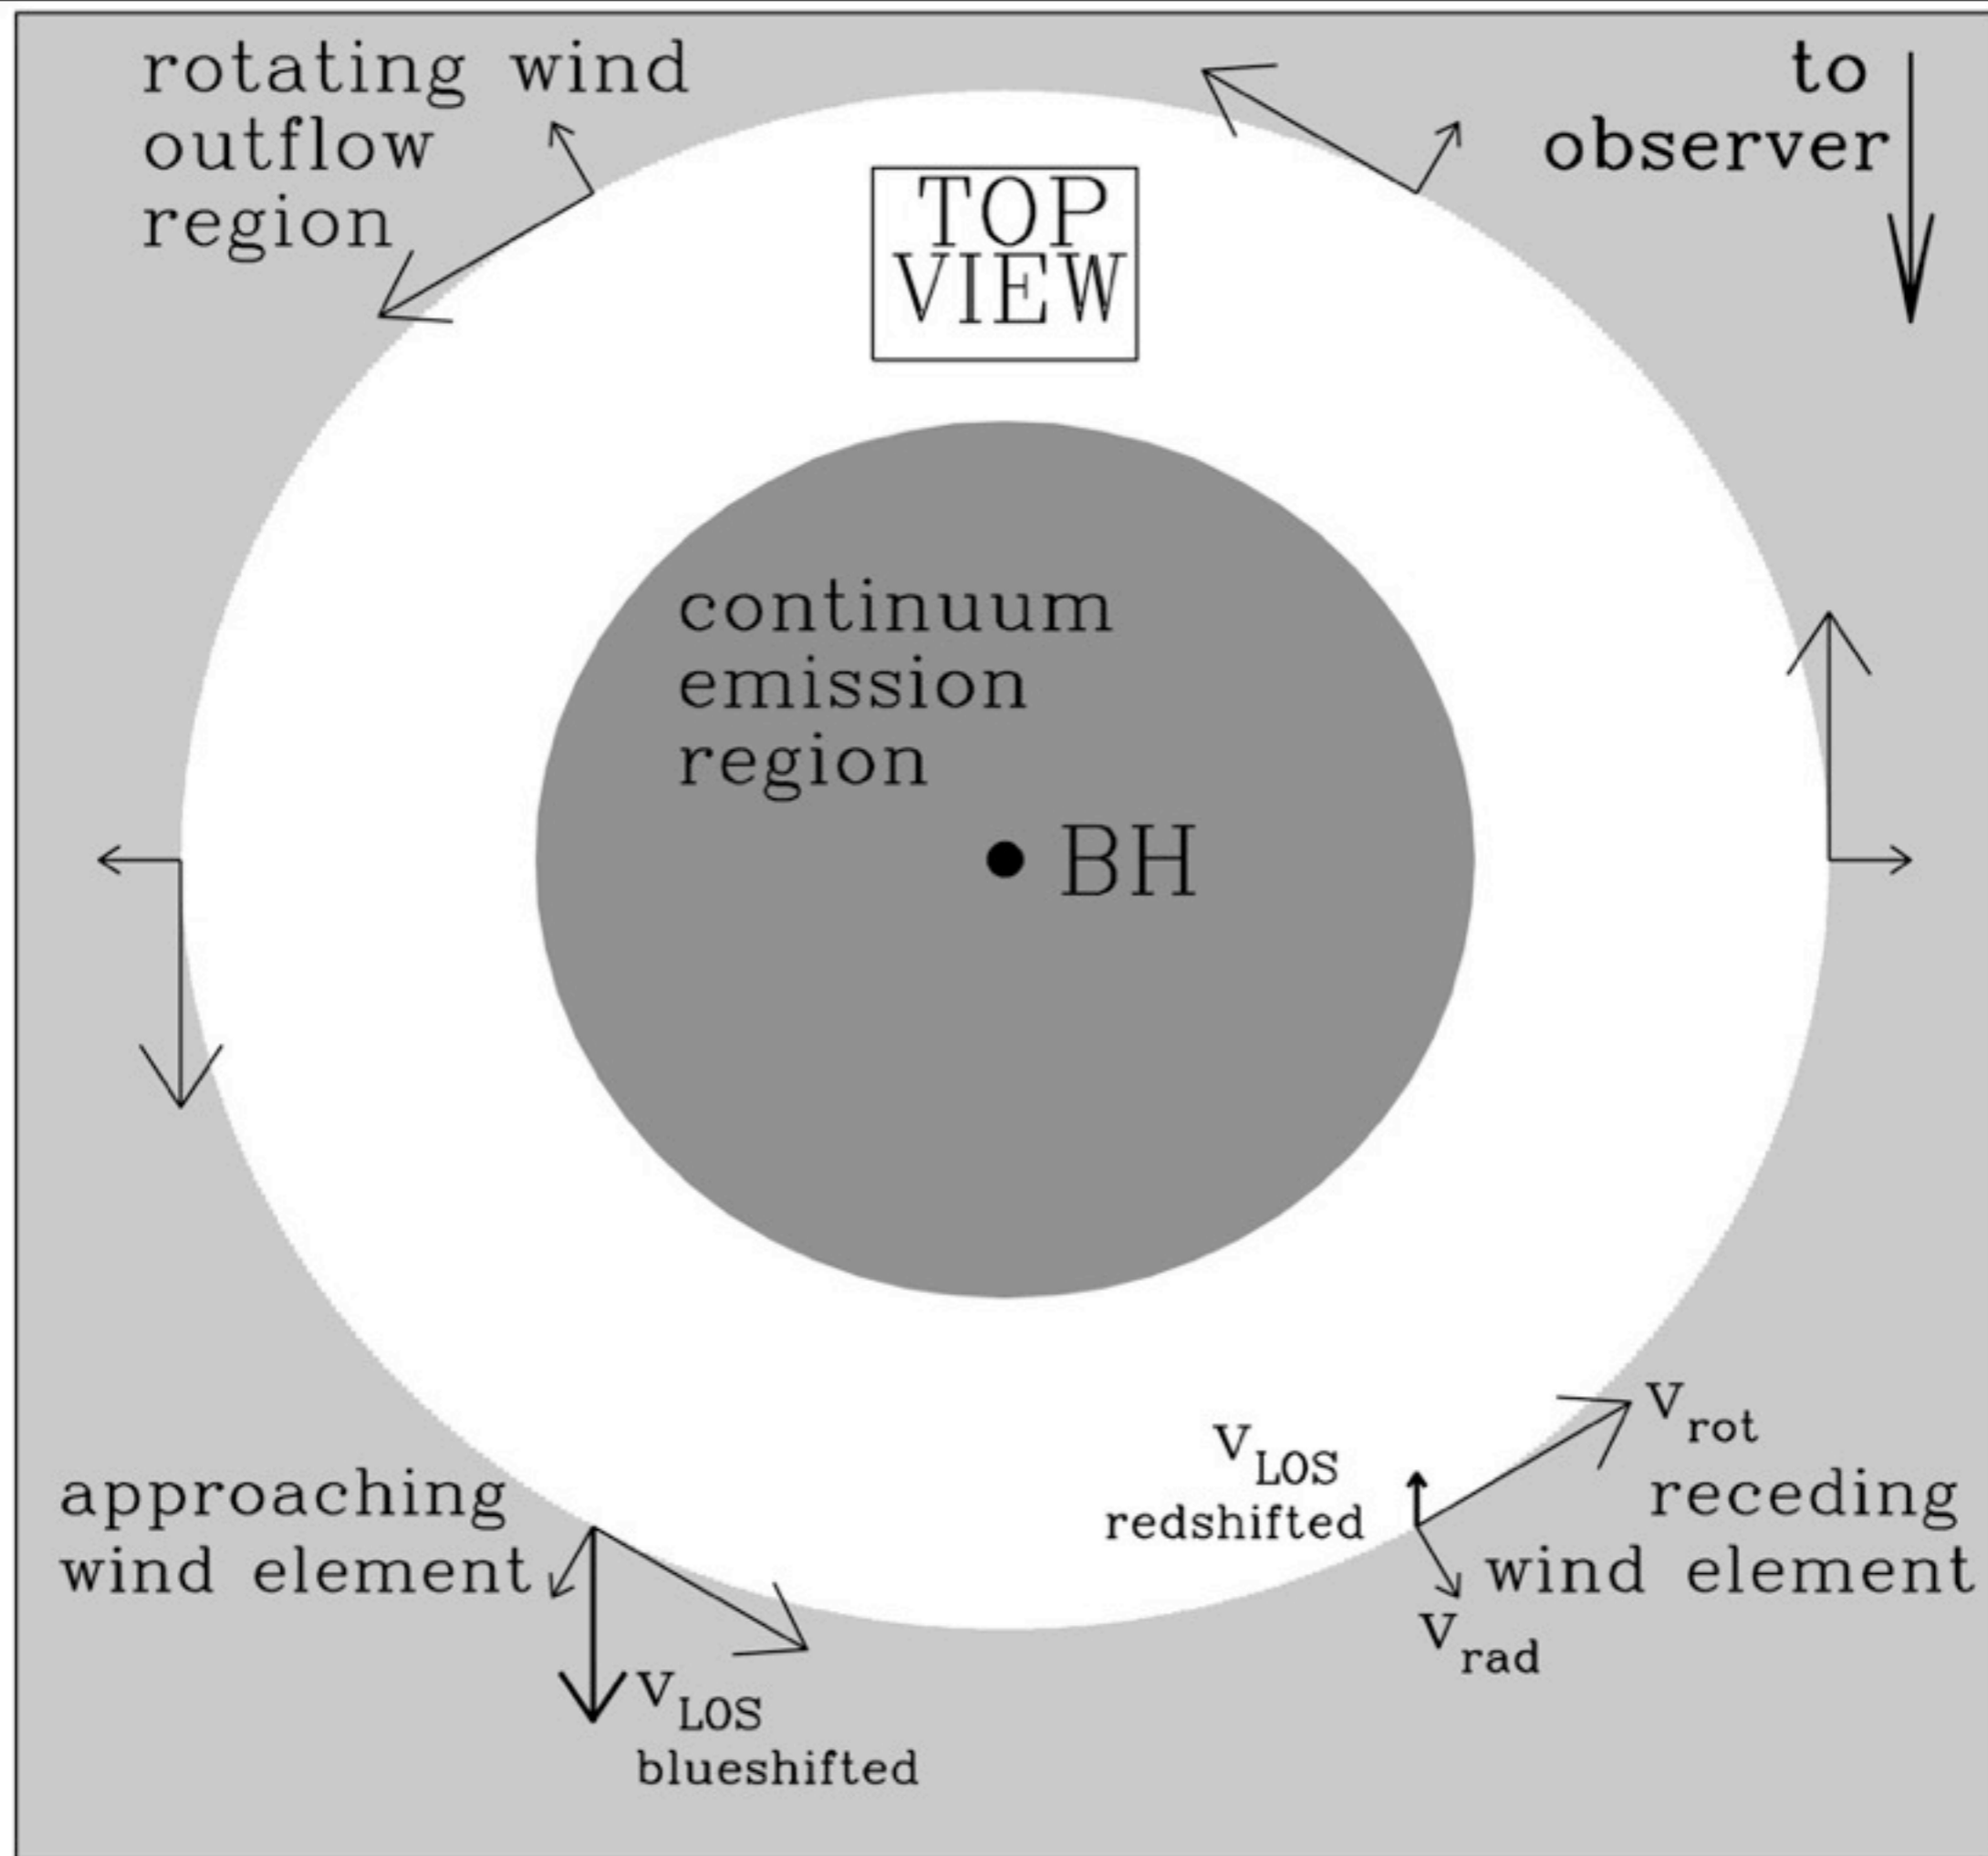 rotating wind
outflow
region
to
observer
TOP
VIEW
continuum
emission
region
BH
approaching
wind element
v_LOS
blueshifted
v_LOS
redshifted
v_rot
receding
wind element
v_rad